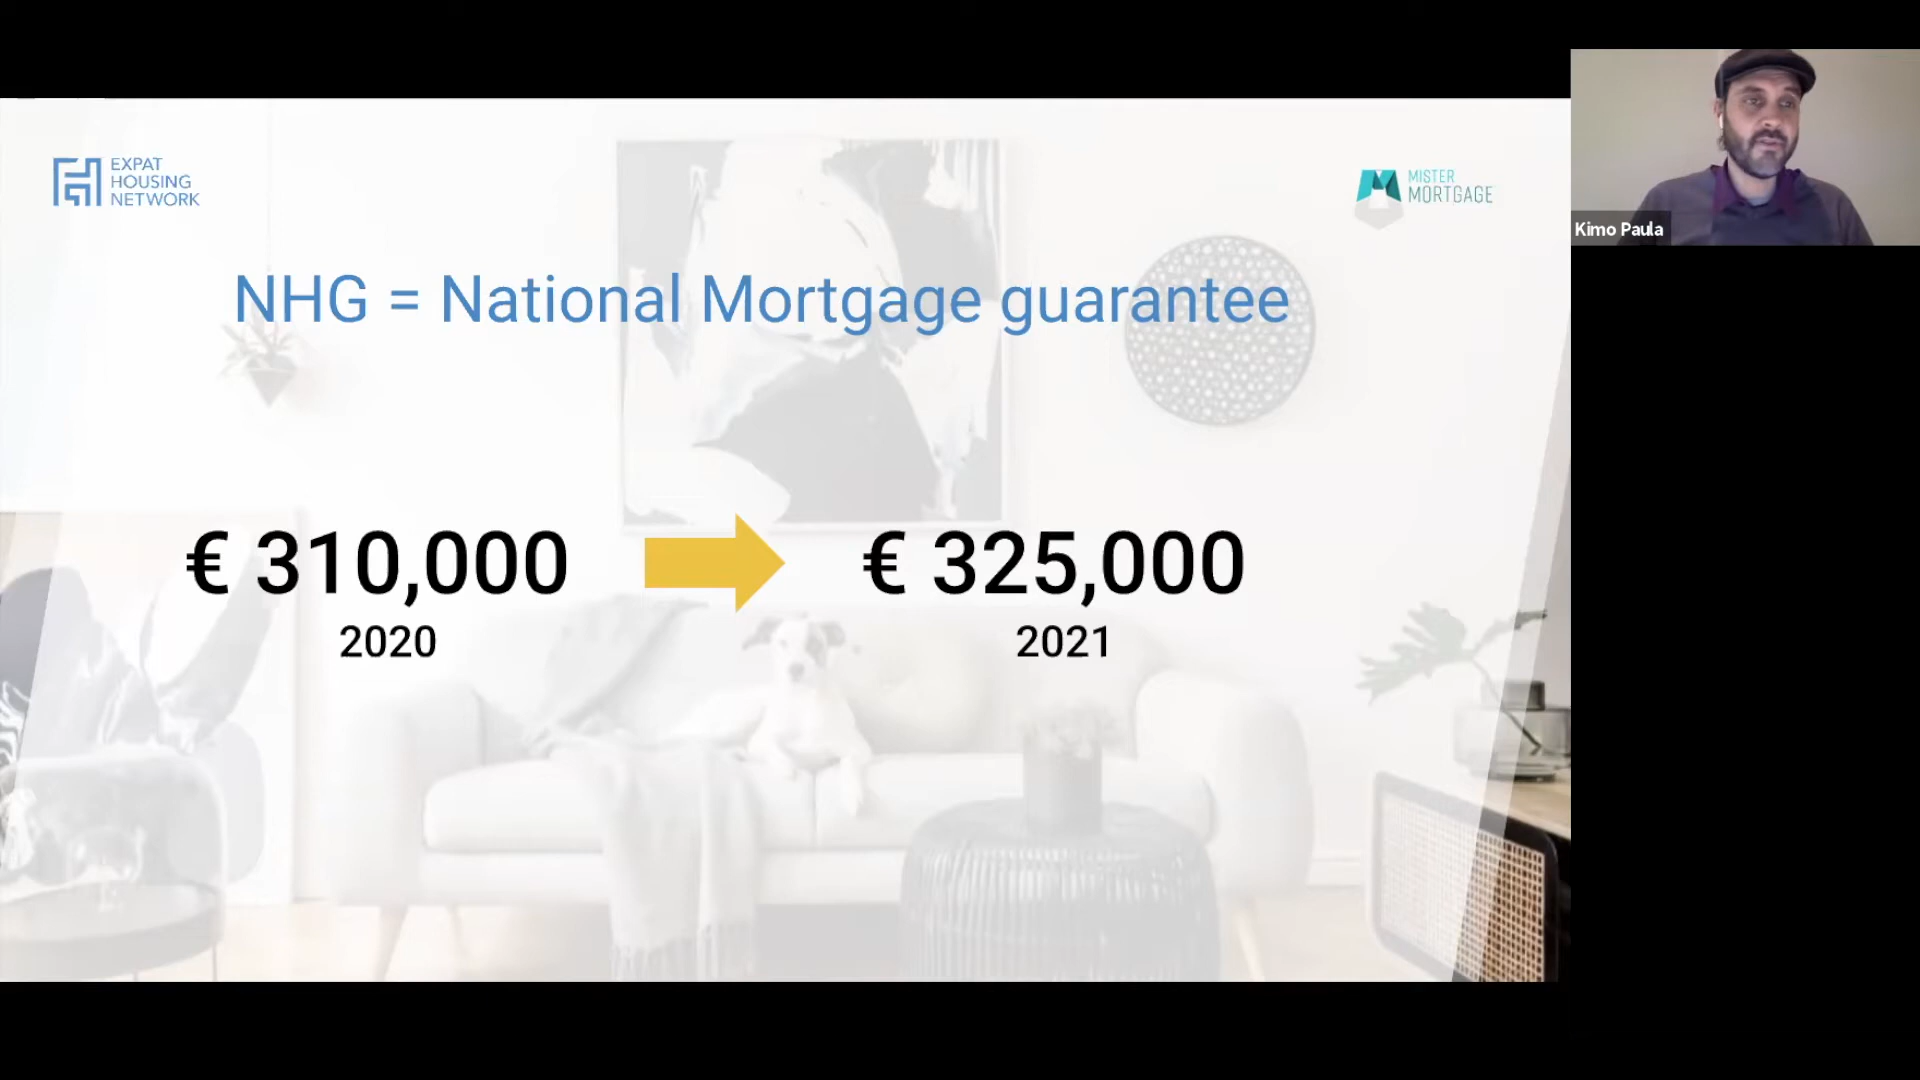 EXPAT
HOUSING
NETWORK
MISTER
MORTGAGE
Kimo Paula
NHG = National Mortgage guarantee
€ 310,000
€ 325,000
2020
2021